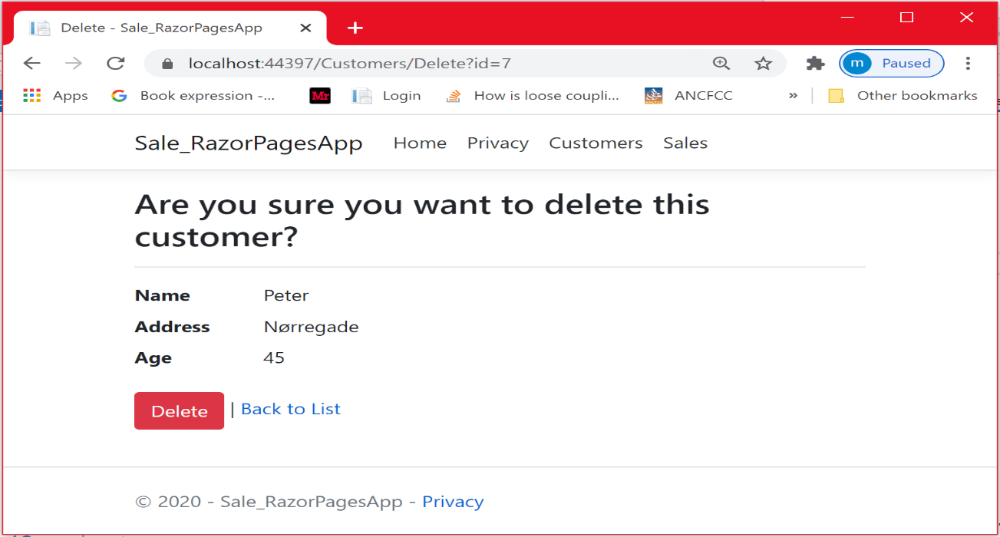 Delete - Sale_RazorPagesApp
localhost:44397/Customers/Delete?id=7
m Paused
Apps Book expression -... Mr Login How is loose coupli... ANCFCC » Other bookmarks
Sale_RazorPagesApp Home Privacy Customers Sales
Are you sure you want to delete this
customer?
Name Peter
Address Nørregade
Age 45
Delete | Back to List
© 2020 - Sale_RazorPagesApp - Privacy